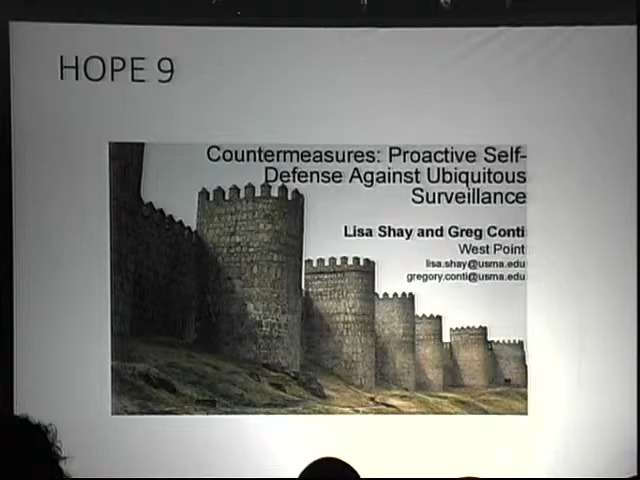 HOPE 9
Countermeasures: Proactive Self-
Defense Against Ubiquitous
Surveillance
Lisa Shay and Greg Conti
West Point
lisa.shay@usma.edu
gregory.conti@usma.edu